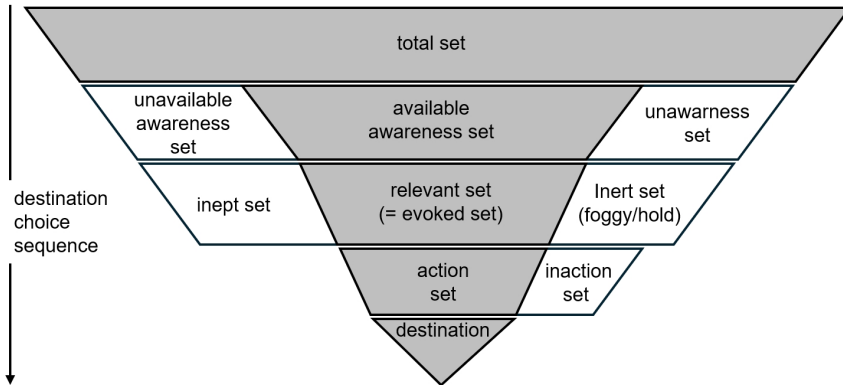 total set
unavailable
awareness
set
available
awareness set
unawarness
set
destination
choice
sequence
inept set
relevant set
(= evoked set)
Inert set
(foggy/hold)
action
set
inaction
set
destination